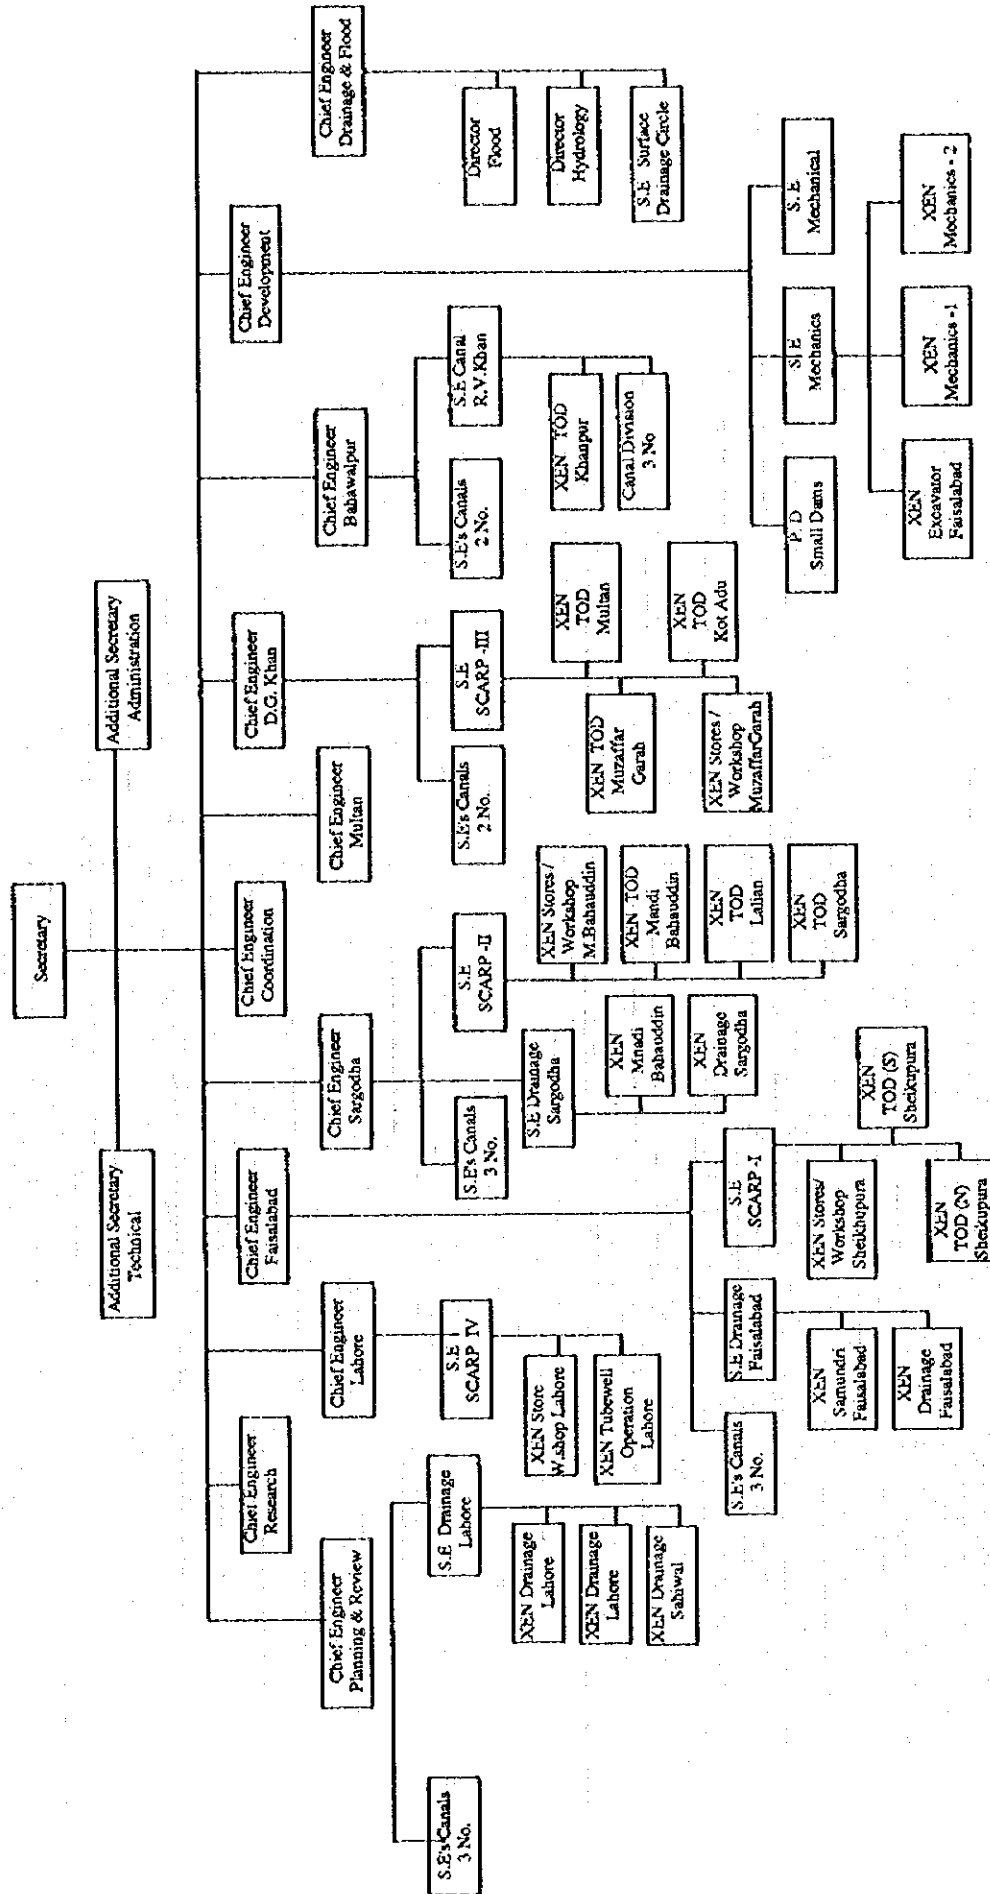 Secretary
Additional Secretary
Technical
Additional Secretary
Administration
Chief Engineer
Planning & Review
Chief Engineer
Research
Chief Engineer
Lahore
Chief Engineer
Faisalabad
Chief Engineer
Sargodha
Chief Engineer
Coordination
Chief Engineer
Multan
Chief Engineer
D.G. Khan
Chief Engineer
Bahawalpur
Chief Engineer
Development
Chief Engineer
Drainage & Flood
S.E's Canals
3 No.
S.E Drainage
Lahore
XEN Drainage
Lahore
XEN Drainage
Lahore
XEN Drainage
Sahiwal
S.E
SCARP IV
XEN Store
W.shop Lahore
XEN Tubewell
Operation
Lahore
S.E's Canals
3 No.
S.E Drainage
Faisalabad
XEN
Samundri
Faisalabad
XEN
Drainage
Faisalabad
S.E
SCARP -I
XEN Stores/
Workshop
Sheikhupura
XEN
TOD (S)
Sheikupura
XEN
TOD (N)
Sheikupura
S.E's Canals
3 No.
S.E Drainage
Sargodha
XEN
Mnadi
Bahauddin
XEN
Drainage
Sargodha
S.E
SCARP -II
XEN Stores /
Workshop
M.Bahauddin
XEN TOD
Mandi
Bahauddin
XEN
TOD
Lalian
XEN
TOD
Sargodha
S.E's Canals
2 No.
S.E
SCARP -III
XEN TOD
Muzaffar
Garah
XEN
TOD
Multan
XEN Stores /
Workshop
MuzaffarGarah
XEN
TOD
Kot Adu
S.E's Canals
2 No.
S.E Canal
R.V.Khan
XEN TOD
Khanpur
Canal Division
3 No
P.D
Small Dams
S.E
Mechanics
S.E
Mechanical
XEN
Excavator
Faisalabad
XEN
Mechanics -1
XEN
Mechanics - 2
Director
Flood
Director
Hydrology
S.E Surface
Drainage Circle